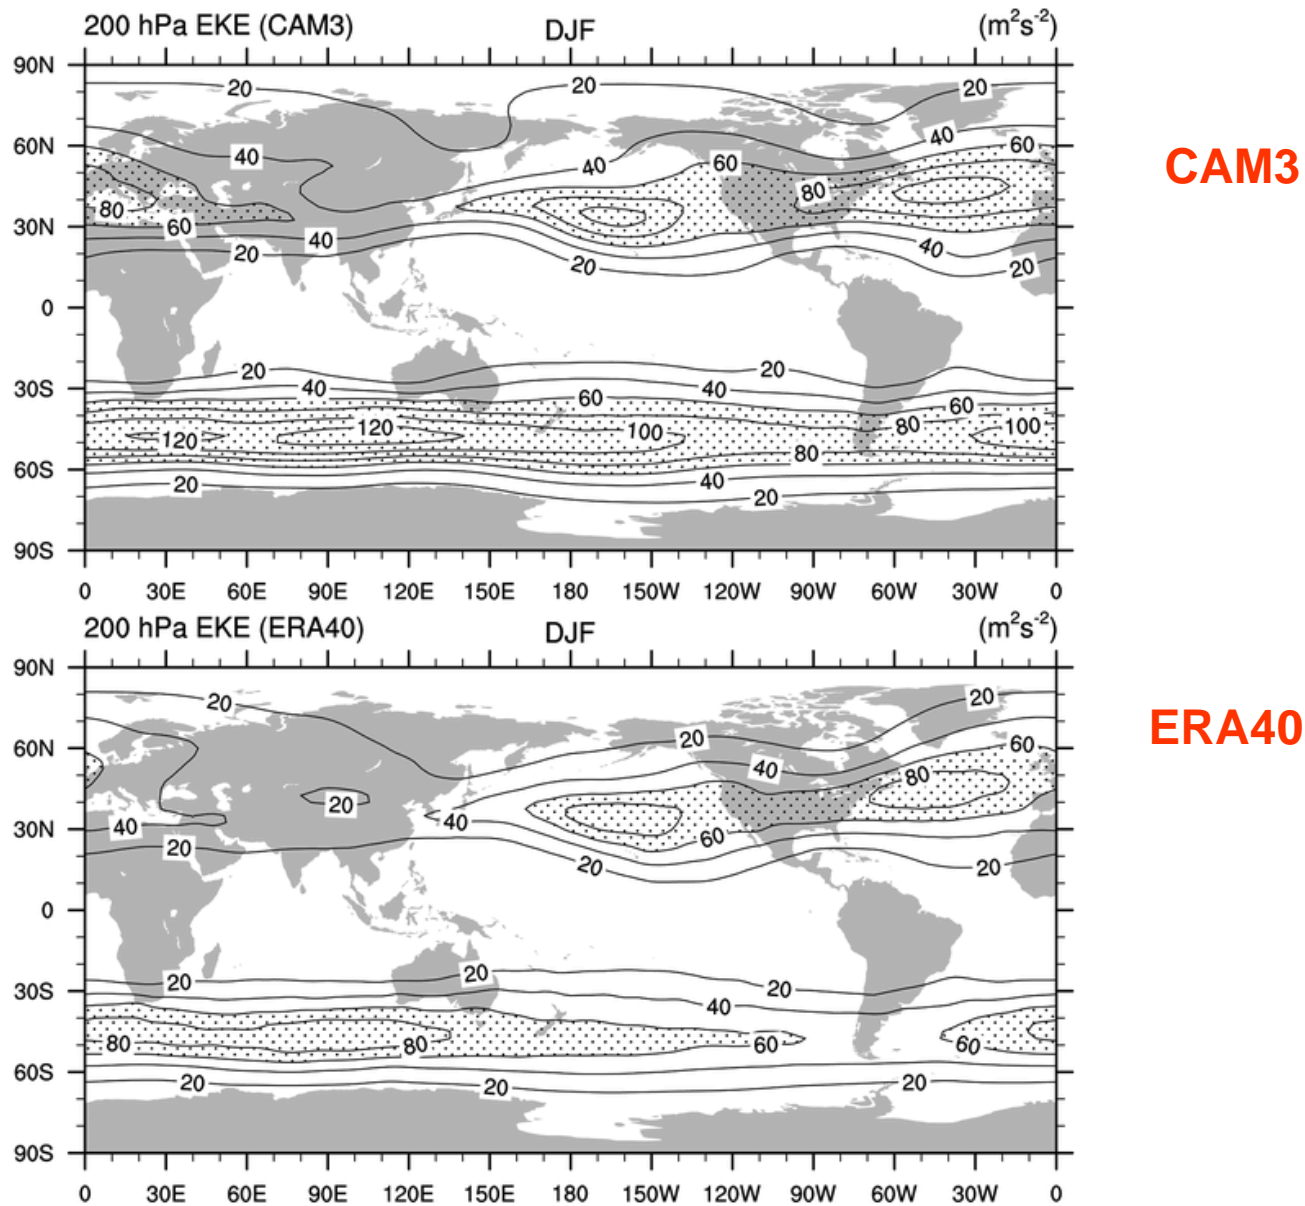 200 hPa EKE (CAM3) DJF (m²s⁻²)
90N
20 20 20
60N 40 40 40 60
60 80
80
30N 60 40 40
20 20 20
0
20 20
30S 40 60 40 60
120 120 100 80 100
80
60S 20 40
20
90S
0 30E 60E 90E 120E 150E 180 150W 120W 90W 60W 30W 0
CAM3
200 hPa EKE (ERA40) DJF (m²s⁻²)
90N
20 20
60N 20 60
40 80
20
30N 40 40 60
20 20 20
0
30S 20 20 20
40
80 80 60 60
60S
20 20 20
90S
0 30E 60E 90E 120E 150E 180 150W 120W 90W 60W 30W 0
ERA40